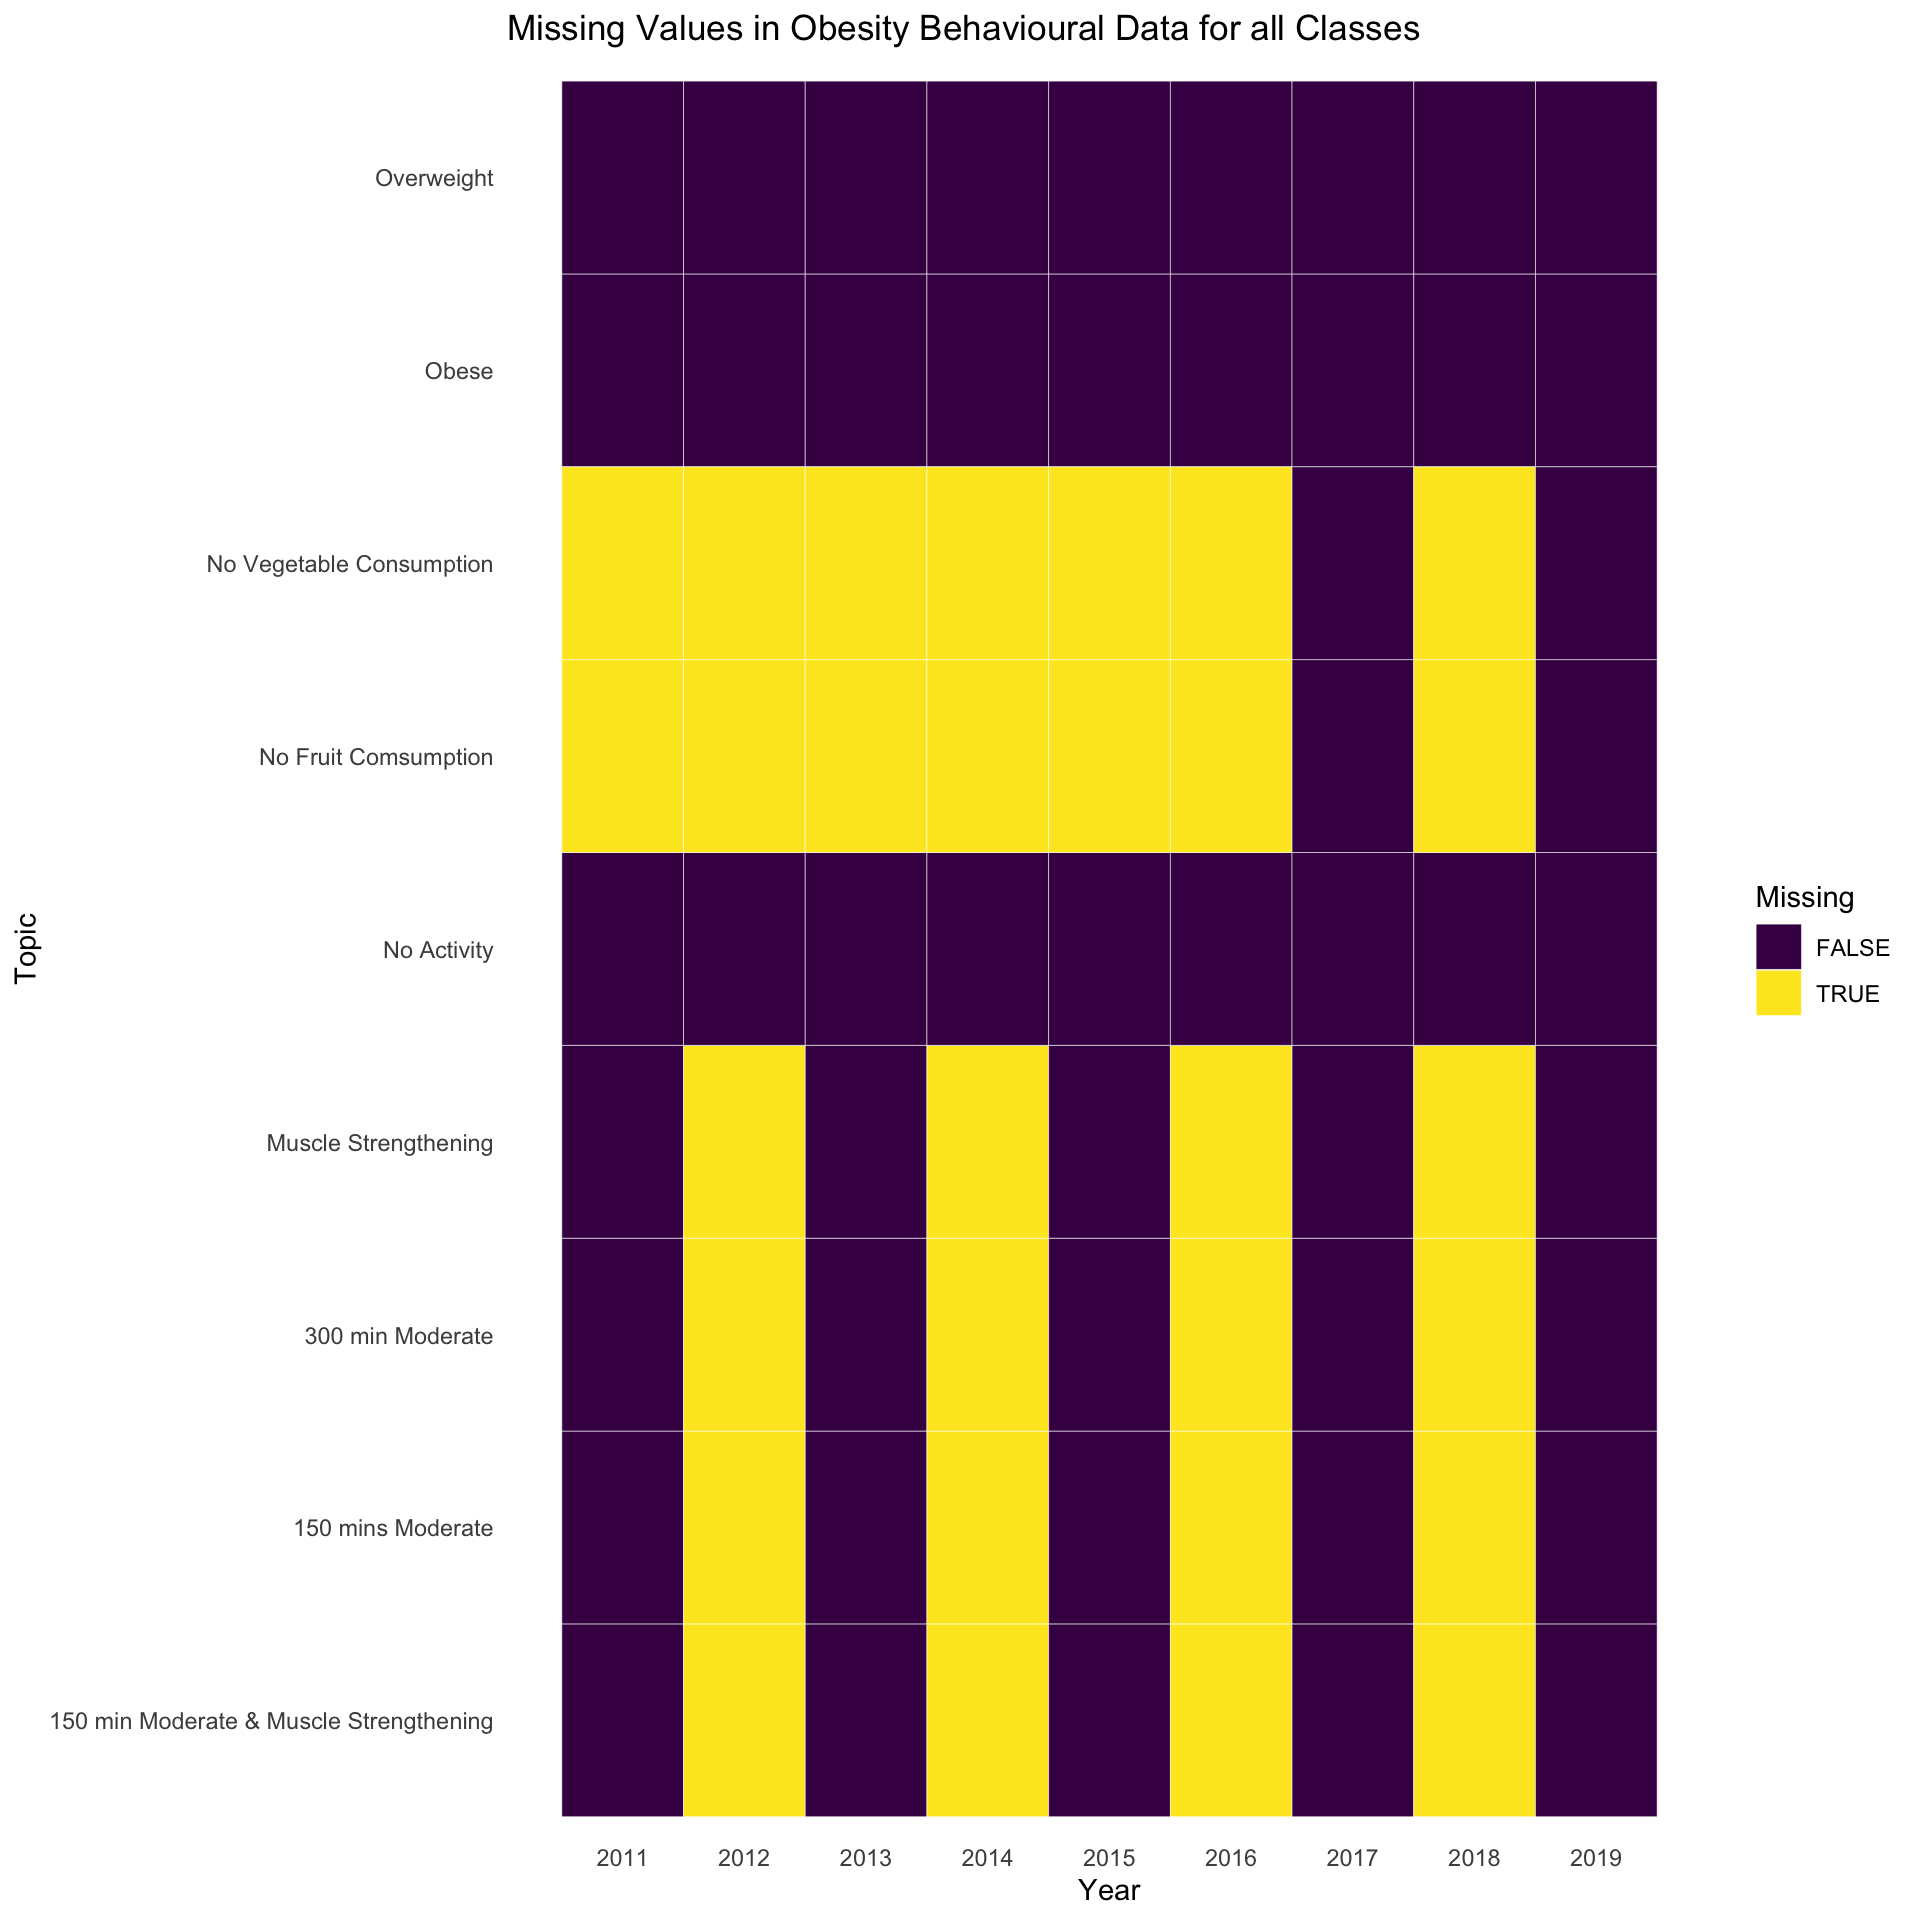 Missing Values in Obesity Behavioural Data for all Classes
Overweight
Obese
No Vegetable Consumption
No Fruit Comsumption
No Activity
Muscle Strengthening
300 min Moderate
150 mins Moderate
150 min Moderate & Muscle Strengthening
Topic
2011 2012 2013 2014 2015 2016 2017 2018 2019
Year
Missing
FALSE
TRUE